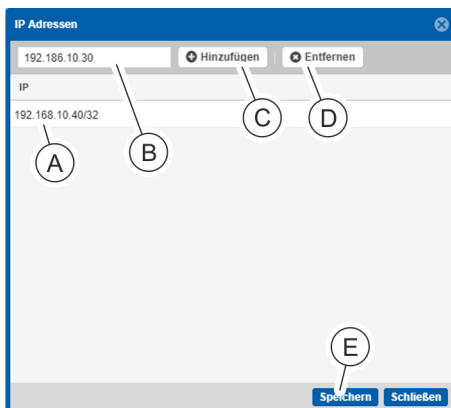 IP Adressen
192.186.10.30 Hinzufügen Entfernen
IP
192.168.10.40/32
C D
B
A
E
Speichern Schließen